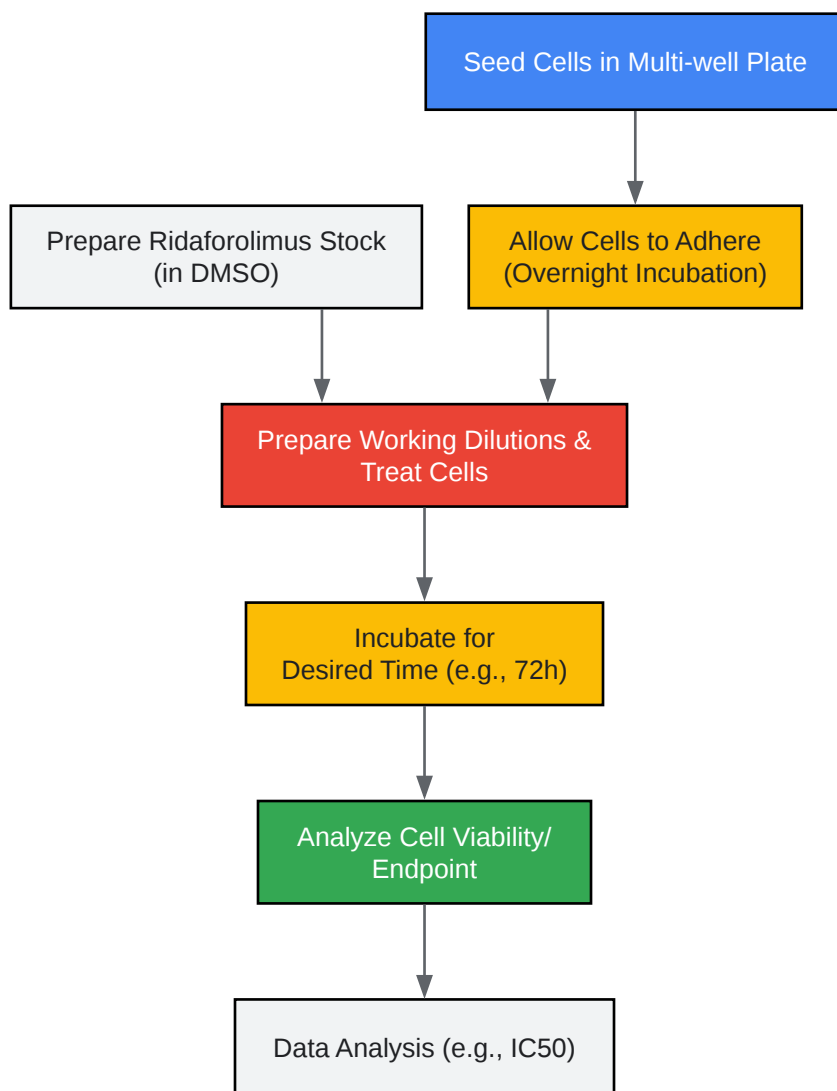 Seed Cells in Multi-well Plate
Prepare Ridaforolimus Stock
(in DMSO)
Allow Cells to Adhere
(Overnight Incubation)
Prepare Working Dilutions &
Treat Cells
Incubate for
Desired Time (e.g., 72h)
Analyze Cell Viability/
Endpoint
Data Analysis (e.g., IC50)